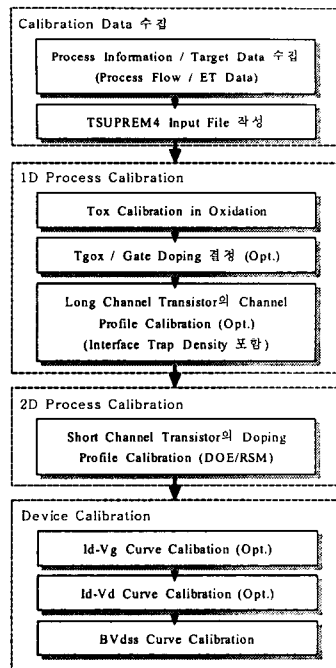 Calibration Data 수집
Process Information / Target Data 수집
(Process Flow / ET Data)
TSUPREM4 Input File 작성
1D Process Calibration
Tox Calibration in Oxidation
Tgox / Gate Doping 결정 (Opt.)
Long Channel Transistor의 Channel
Profile Calibration (Opt.)
(Interface Trap Density 포함)
2D Process Calibration
Short Channel Transistor의 Doping
Profile Calibration (DOE/RSM)
Device Calibration
Id-Vg Curve Calibation (Opt.)
Id-Vd Curve Calibration (Opt.)
BVdss Curve Calibration